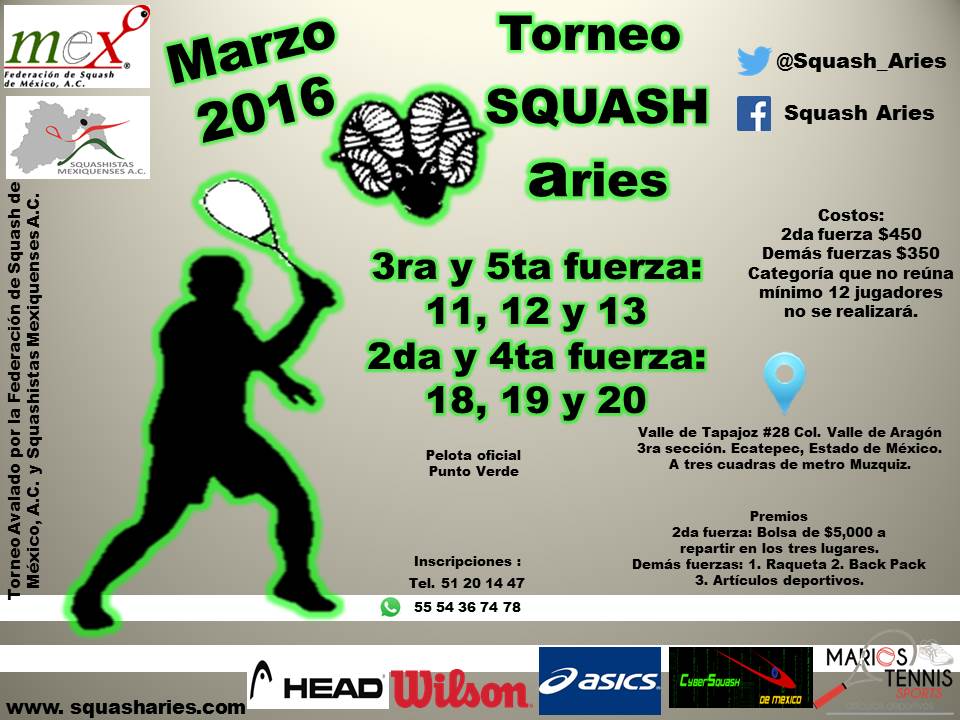 mex
Federación de Squash
de México, A.C.
SQUASHISTAS
MEXIQUENSES A.C.
Torneo Avalado por la Federación de Squash de
México, A.C. y Squashistas Mexiquenses A.C.
Marzo
2016
Torneo
SQUASH
aries
@Squash_Aries
Squash Aries
Costos:
2da fuerza $450
Demás fuerzas $350
Categoría que no reúna
mínimo 12 jugadores
no se realizará.
3ra y 5ta fuerza:
11, 12 y 13
2da y 4ta fuerza:
18, 19 y 20
Valle de Tapajoz #28 Col. Valle de Aragón
3ra sección. Ecatepec, Estado de México.
A tres cuadras de metro Muzquiz.
Pelota oficial
Punto Verde
Premios
2da fuerza: Bolsa de $5,000 a
repartir en los tres lugares.
Demás fuerzas: 1. Raqueta 2. Back Pack
3. Artículos deportivos.
Inscripciones :
Tel. 51 20 14 47
55 54 36 74 78
www. squasharies.com
HEAD
Wilson
asics
CyberSquash
de mexico
MARIOS
TENNIS
SPORTS